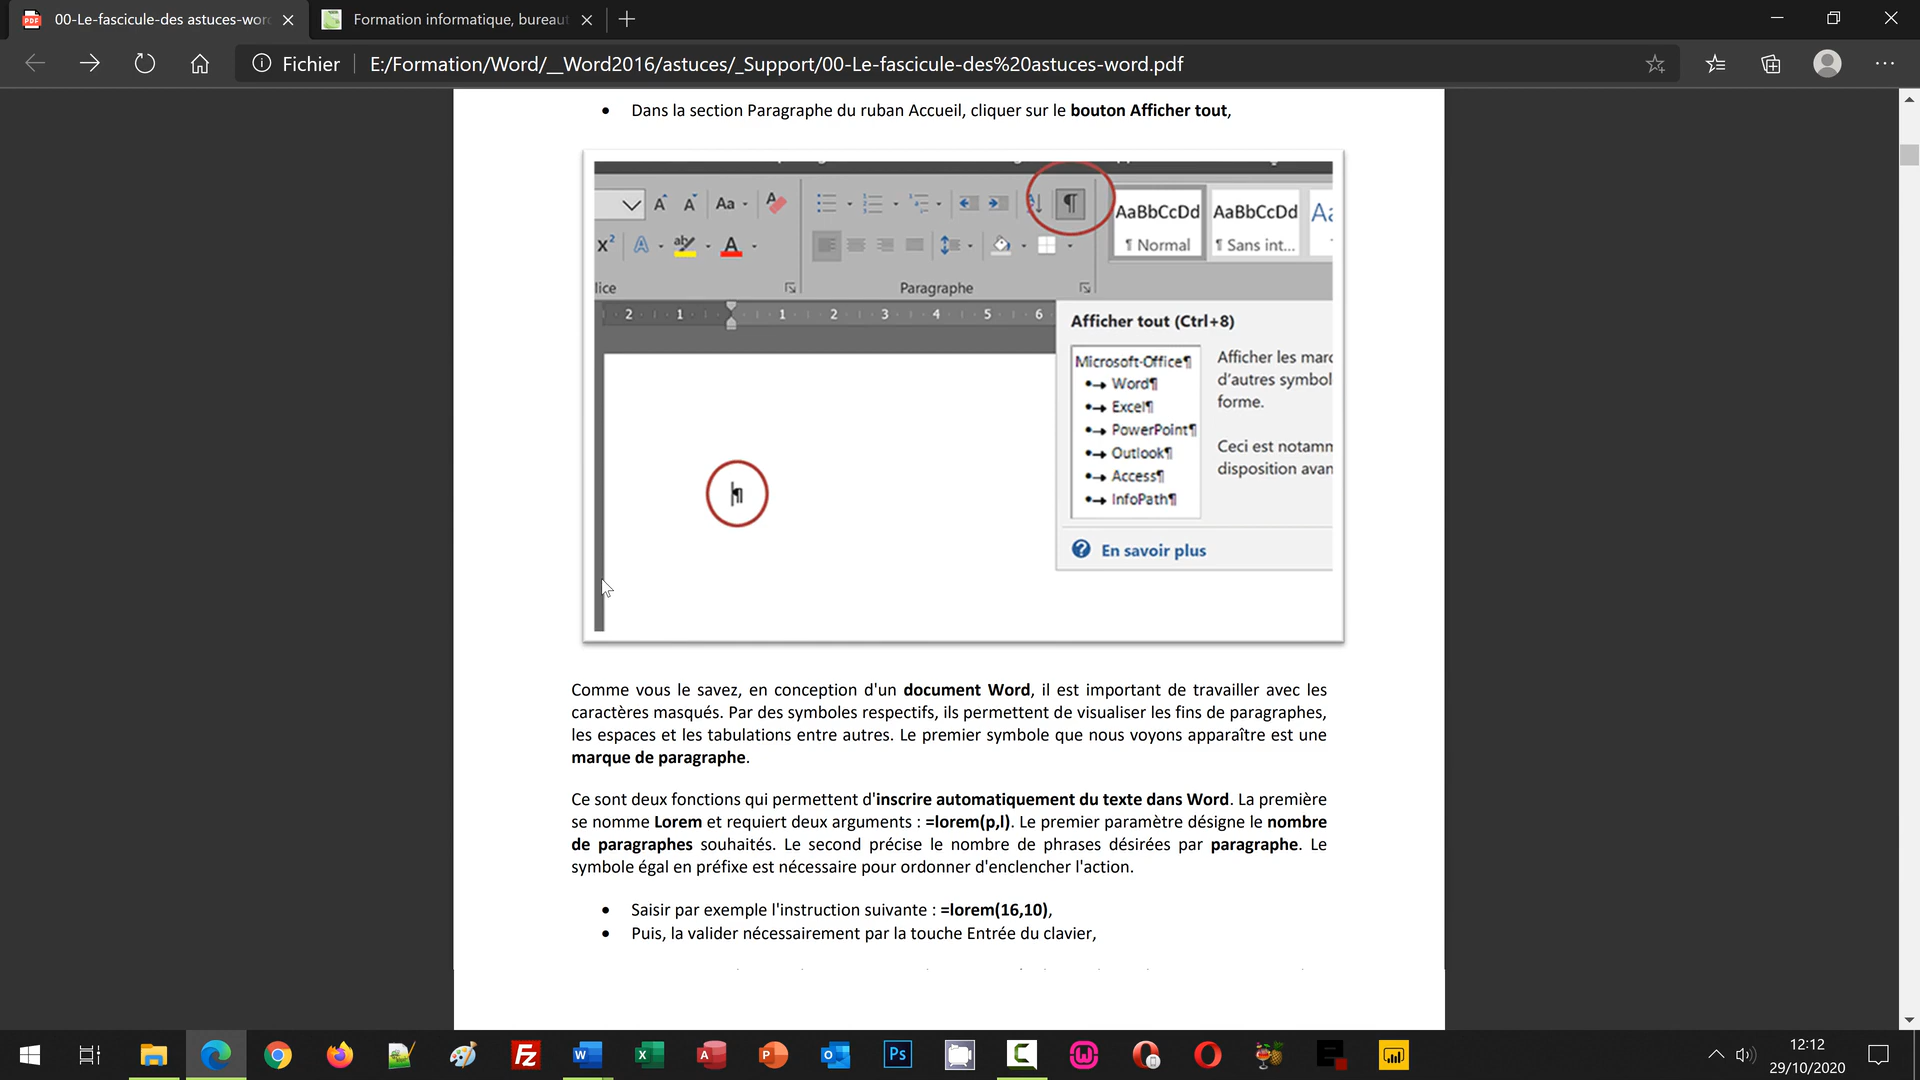 00-Le-fascicule-des astuces-wor
Formation informatique, bureaut
Fichier
E:/Formation/Word/__Word2016/astuces/_Support/00-Le-fascicule-des%20astuces-word.pdf
• Dans la section Paragraphe du ruban Accueil, cliquer sur le bouton Afficher tout,
Aa
AaBbCcDd AaBbCcDd
¶ Normal ¶ Sans int...
lice
Paragraphe
2 1 1 2 3 4 5 6
Afficher tout (Ctrl+8)
Microsoft·Office¶
Word¶
Excel¶
PowerPoint¶
Outlook¶
Access¶
InfoPath¶
Afficher les marc
d'autres symbol
forme.
Ceci est notamm
disposition avan
En savoir plus
¶
Comme vous le savez, en conception d'un document Word, il est important de travailler avec les
caractères masqués. Par des symboles respectifs, ils permettent de visualiser les fins de paragraphes,
les espaces et les tabulations entre autres. Le premier symbole que nous voyons apparaître est une
marque de paragraphe.
Ce sont deux fonctions qui permettent d'inscrire automatiquement du texte dans Word. La première
se nomme Lorem et requiert deux arguments : =lorem(p,l). Le premier paramètre désigne le nombre
de paragraphes souhaités. Le second précise le nombre de phrases désirées par paragraphe. Le
symbole égal en préfixe est nécessaire pour ordonner d'enclencher l'action.
• Saisir par exemple l'instruction suivante : =lorem(16,10),
• Puis, la valider nécessairement par la touche Entrée du clavier,
12:12
29/10/2020